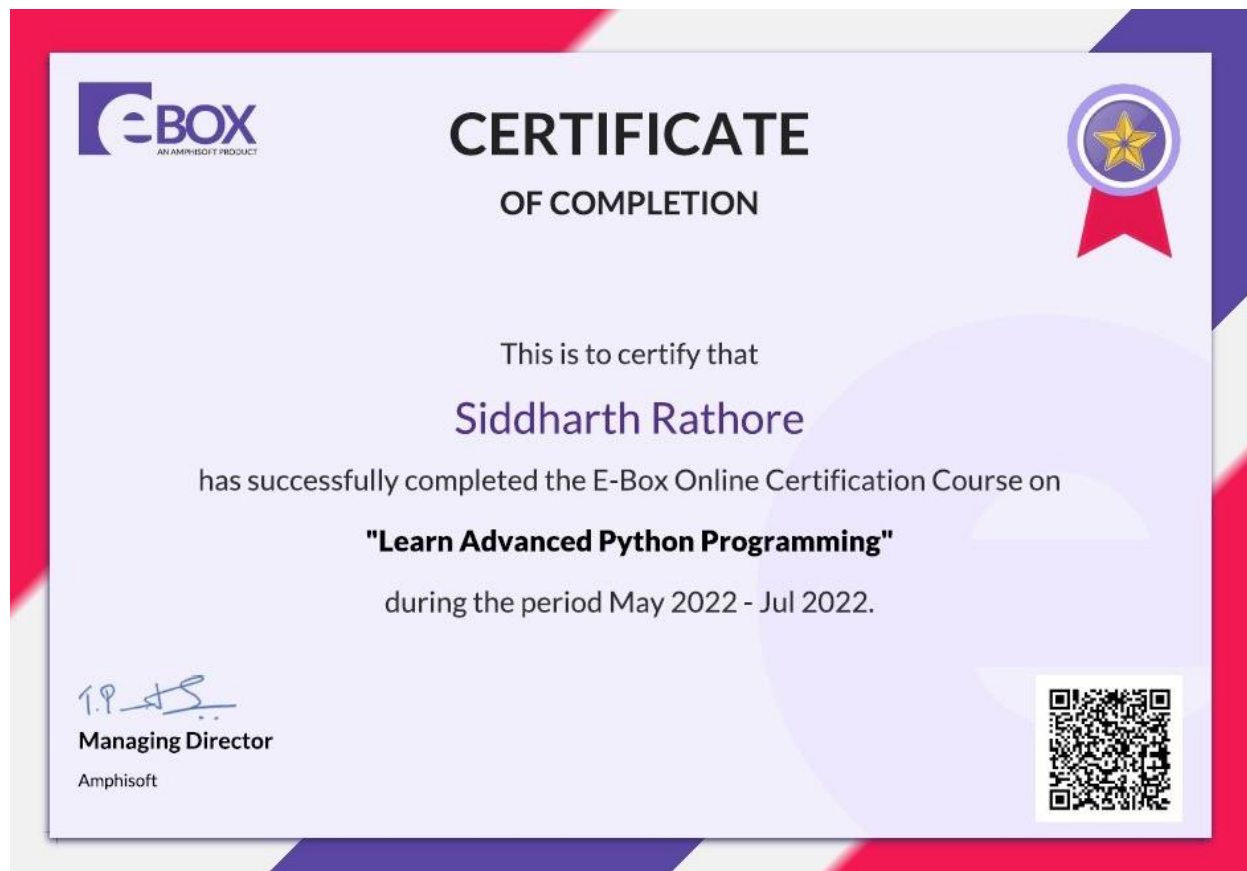 eBOX
AN AMPHISOFT PRODUCT
CERTIFICATE
OF COMPLETION
This is to certify that
Siddharth Rathore
has successfully completed the E-Box Online Certification Course on
"Learn Advanced Python Programming"
during the period May 2022 - Jul 2022.
T.P
Managing Director
Amphisoft